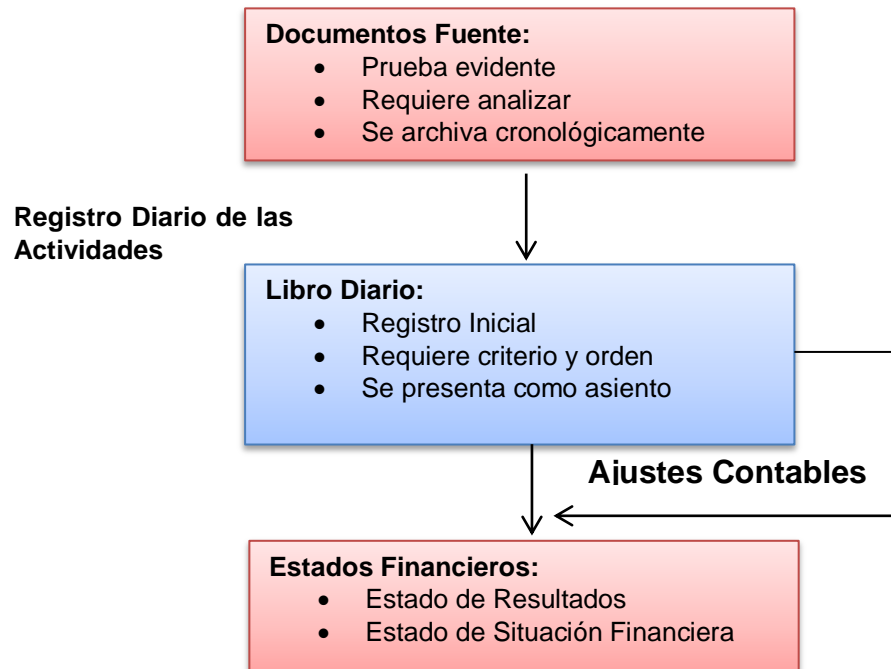 Documentos Fuente:
• Prueba evidente
• Requiere analizar
• Se archiva cronológicamente
Registro Diario de las
Actividades
Libro Diario:
• Registro Inicial
• Requiere criterio y orden
• Se presenta como asiento
Ajustes Contables
Estados Financieros:
• Estado de Resultados
• Estado de Situación Financiera